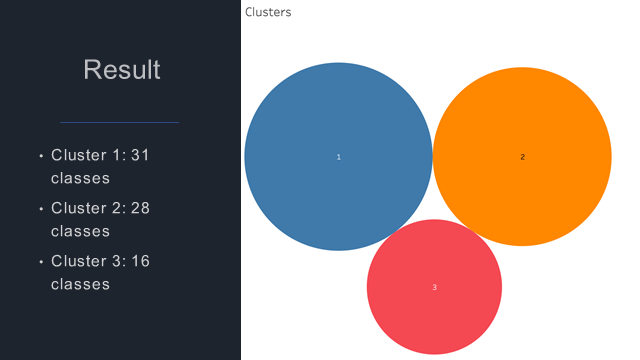 Result
• Cluster 1: 31
classes
• Cluster 2: 28
classes
• Cluster 3: 16
classes
Clusters
1
2
3